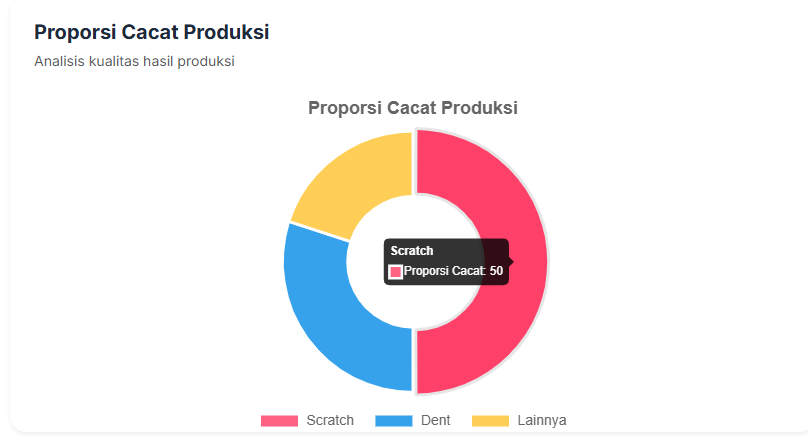 Proporsi Cacat Produksi
Analisis kualitas hasil produksi
Proporsi Cacat Produksi
Scratch
Proporsi Cacat: 50
Scratch Dent Lainnya